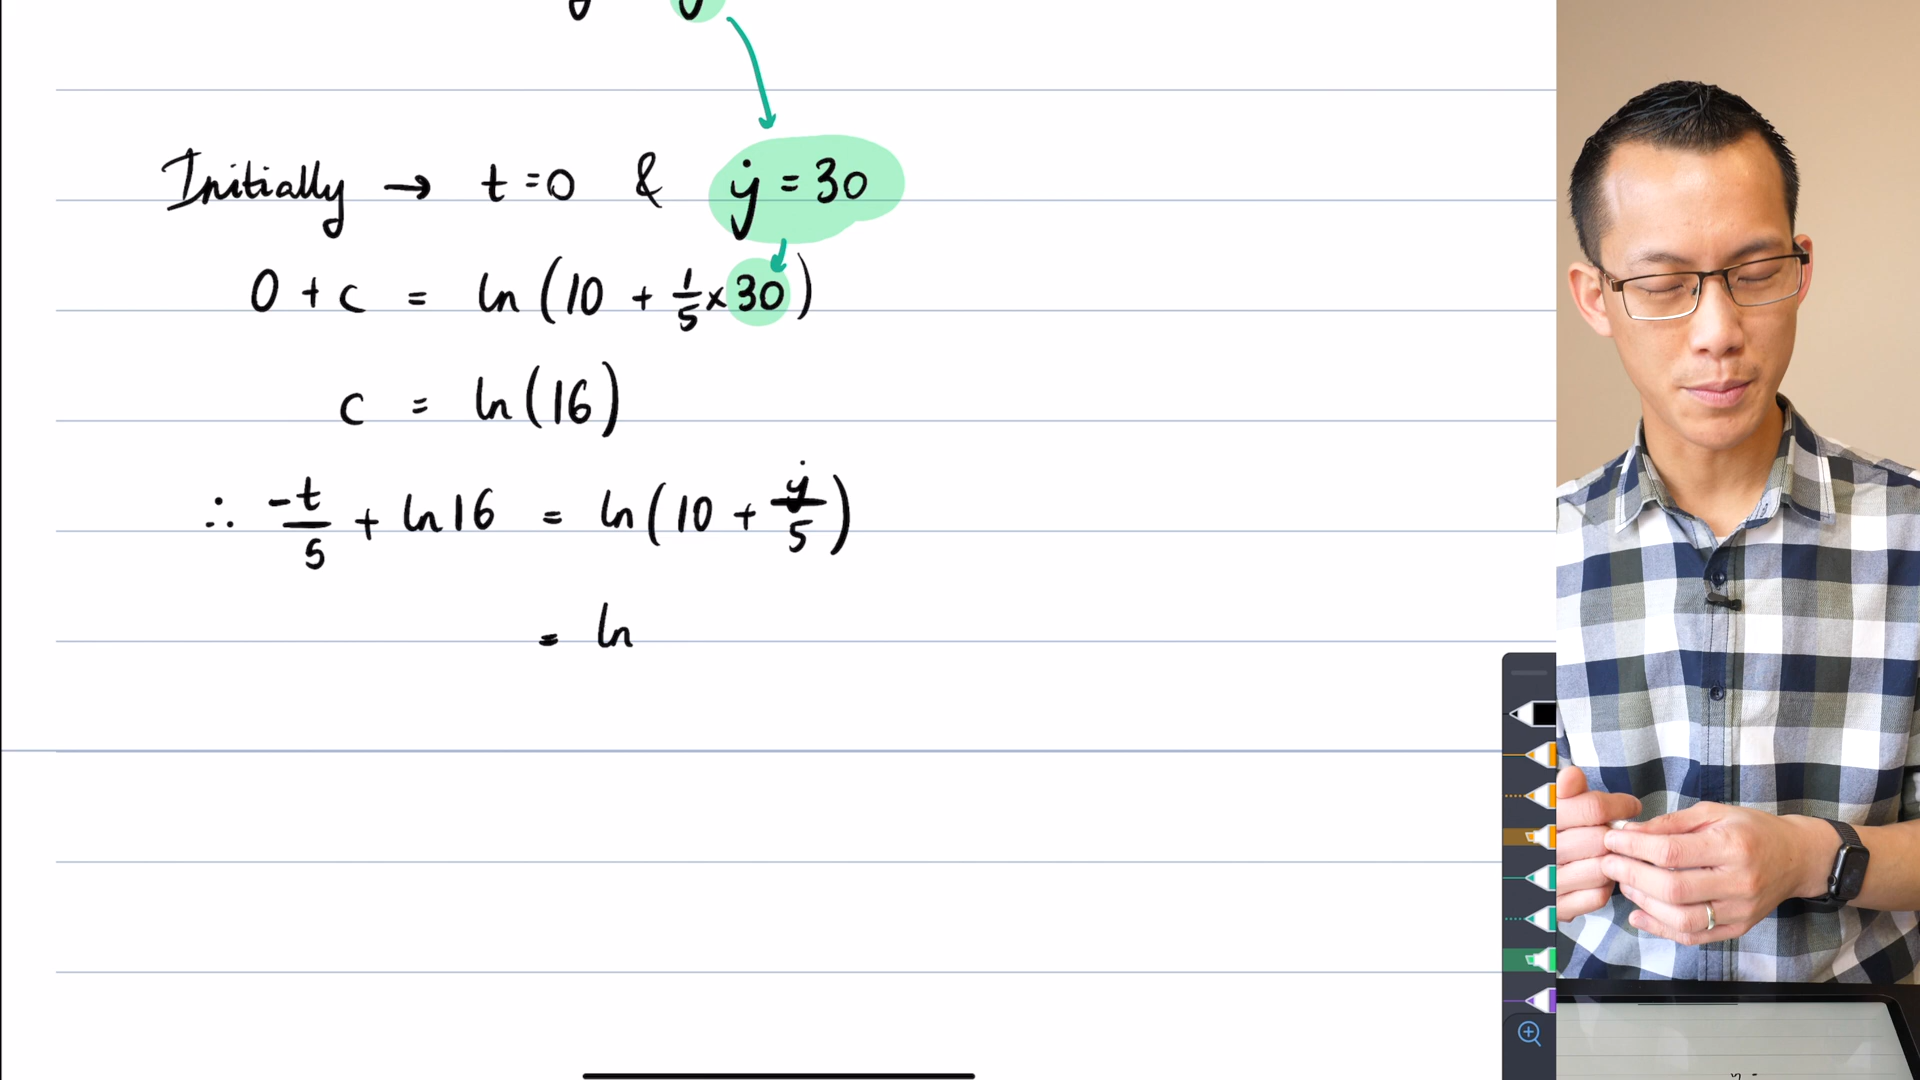 Initially → t=0 & ẏ = 30
0 + c = ln(10 + 1/5 × 30)
c = ln(16)
∴ -t/5 + ln16 = ln(10 + ẏ/5)
= ln